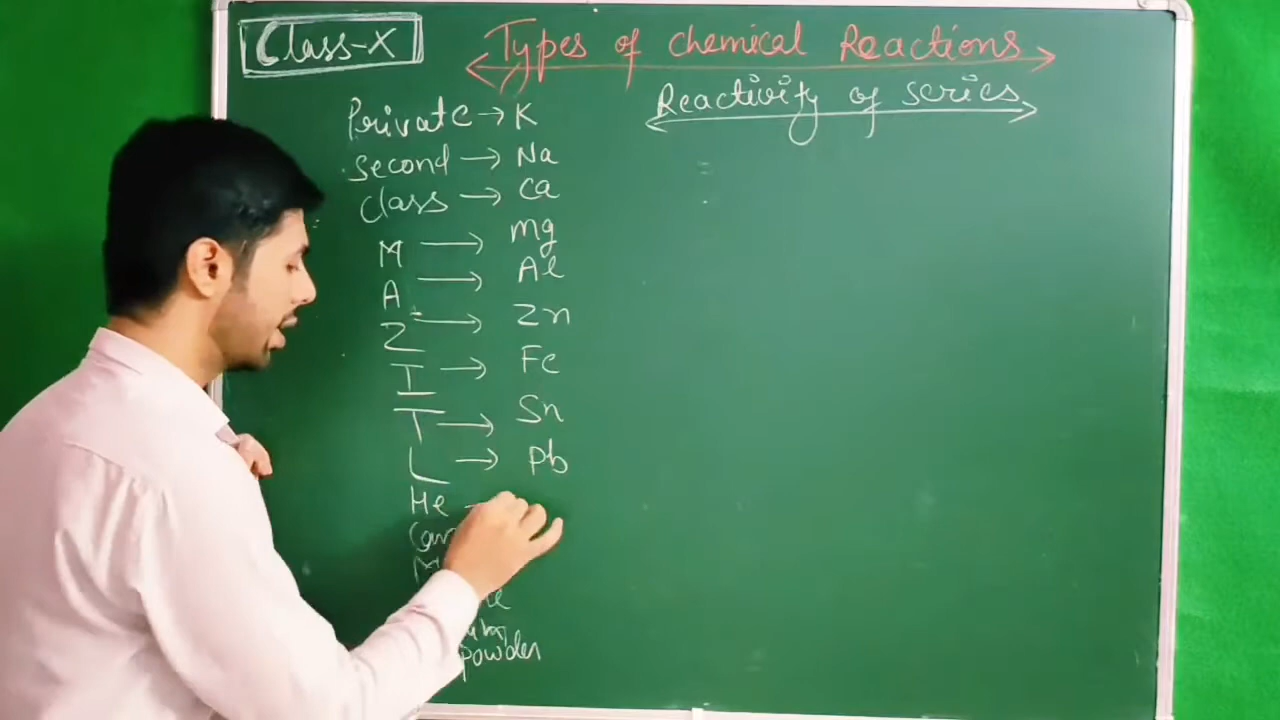 Class-X
Types of chemical Reactions
Reactivity of series
Private → K
second → Na
class → Ca
M → mg
A → Al
Z → Zn
I → Fe
T → Sn
L → Pb
He
powder